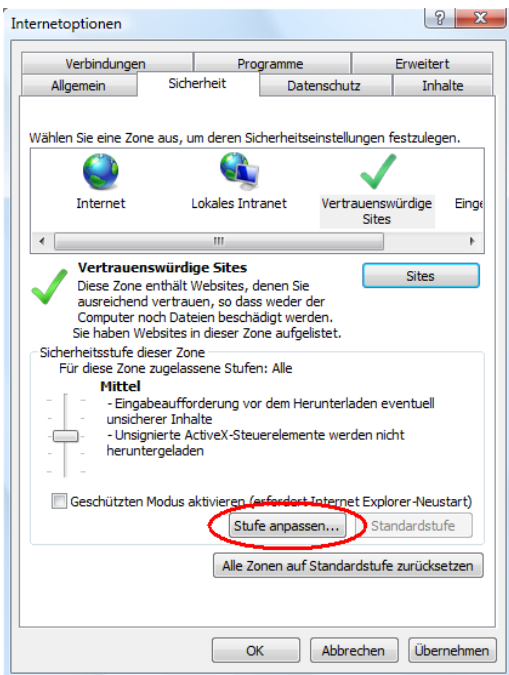 Internetoptionen
Verbindungen Programme Erweitert
Allgemein Sicherheit Datenschutz Inhalte
Wählen Sie eine Zone aus, um deren Sicherheitseinstellungen festzulegen.
Internet Lokales Intranet Vertrauenswürdige Einge
Sites
Vertrauenswürdige Sites
Sites
Diese Zone enthält Websites, denen Sie
ausreichend vertrauen, so dass weder der
Computer noch Dateien beschädigt werden.
Sie haben Websites in dieser Zone aufgelistet.
Sicherheitsstufe dieser Zone
Für diese Zone zugelassene Stufen: Alle
Mittel
- Eingabeaufforderung vor dem Herunterladen eventuell
unsicherer Inhalte
- Unsignierte ActiveX-Steuerelemente werden nicht
heruntergeladen
Geschützten Modus aktivieren (erfordert Internet Explorer-Neustart)
Stufe anpassen... Standardstufe
Alle Zonen auf Standardstufe zurücksetzen
OK Abbrechen Übernehmen